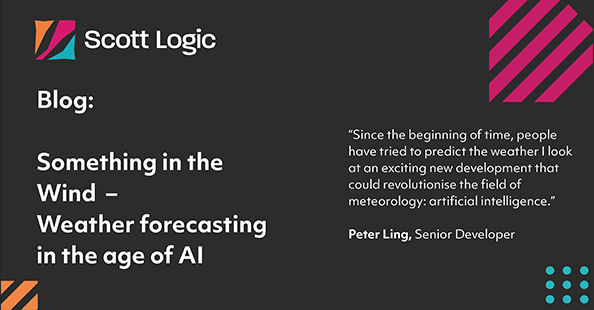 Scott Logic
Blog:
Something in the
Wind –
Weather forecasting
in the age of AI
“Since the beginning of time, people
have tried to predict the weather I look
at an exciting new development that
could revolutionise the field of
meteorology: artificial intelligence.”
Peter Ling, Senior Developer